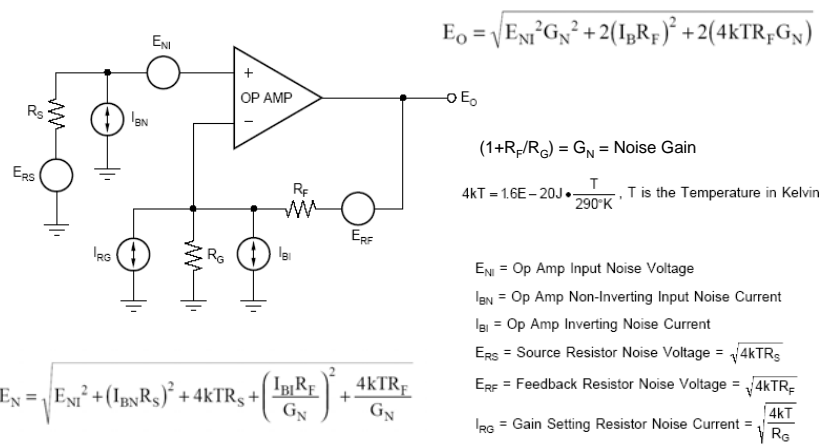 E_O = √(E_NI²G_N² + 2(I_BR_F)² + 2(4kTR_FG_N))
E_NI
+
OP AMP
−
E_O
R_S
I_BN
E_RS
(1+R_F/R_G) = G_N = Noise Gain
4kT = 1.6E − 20J • T/290°K , T is the Temperature in Kelvin
R_F
E_RF
I_RG
R_G
I_BI
E_NI = Op Amp Input Noise Voltage
I_BN = Op Amp Non-Inverting Input Noise Current
I_BI = Op Amp Inverting Noise Current
E_RS = Source Resistor Noise Voltage = √4kTR_S
E_RF = Feedback Resistor Noise Voltage = √4kTR_F
I_RG = Gain Setting Resistor Noise Current = √(4kT/R_G)
E_N = √(E_NI² + (I_BNR_S)² + 4kTR_S + (I_BIR_F/G_N)² + 4kTR_F/G_N)